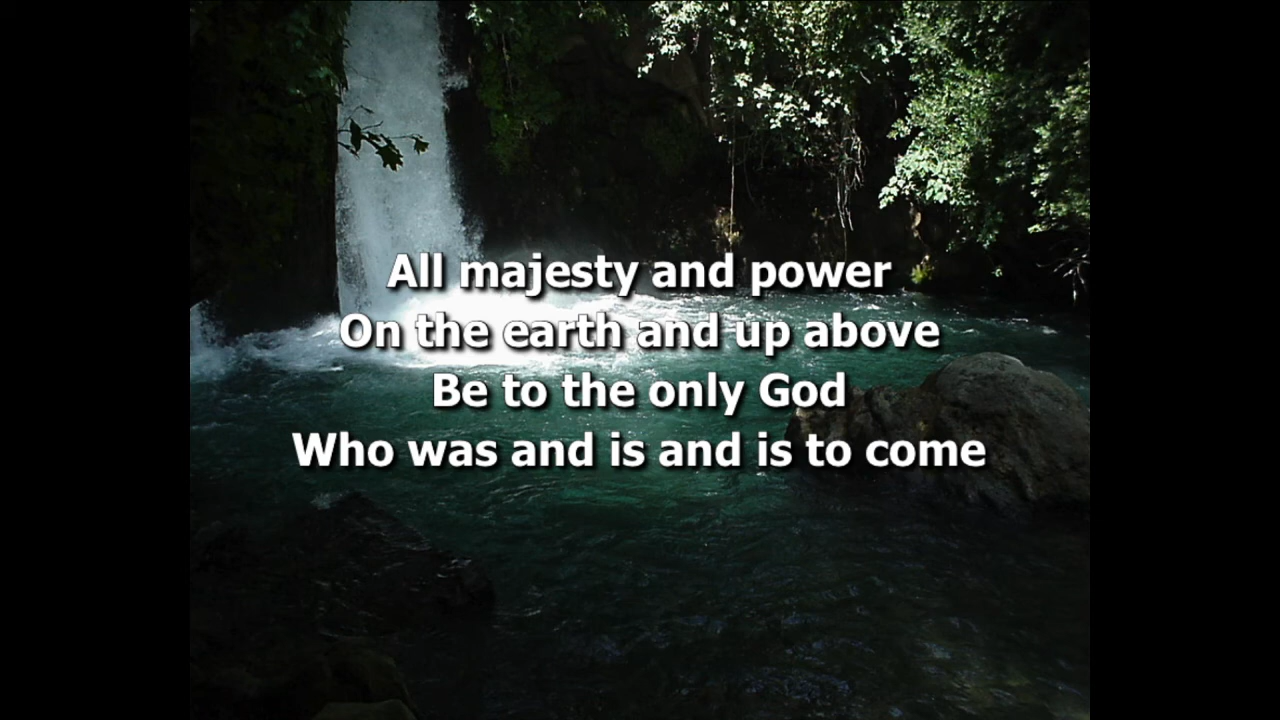 All majesty and power
On the earth and up above
Be to the only God
Who was and is and is to come